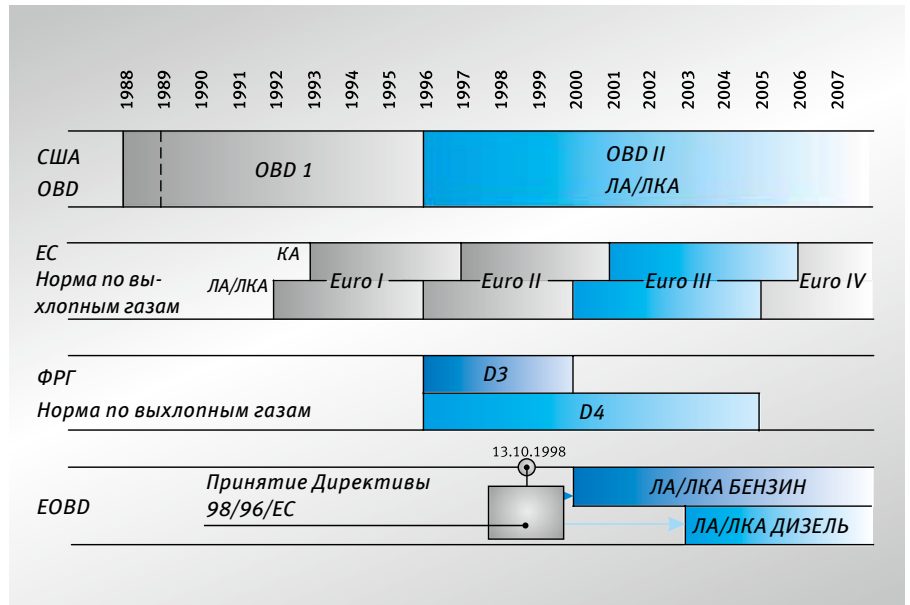 1988 1989 1990 1991 1992 1993 1994 1995 1996 1997 1998 1999 2000 2001 2002 2003 2004 2005 2006 2007
США
OBD
OBD 1
OBD II
ЛА/ЛКА
ЕС
Норма по вы-
хлопным газам
КА
ЛА/ЛКА
Euro I
Euro II
Euro III
Euro IV
ФРГ
Норма по выхлопным газам
D3
D4
EOBD
Принятие Директивы
98/96/ЕС
13.10.1998
ЛА/ЛКА БЕНЗИН
ЛА/ЛКА ДИЗЕЛЬ